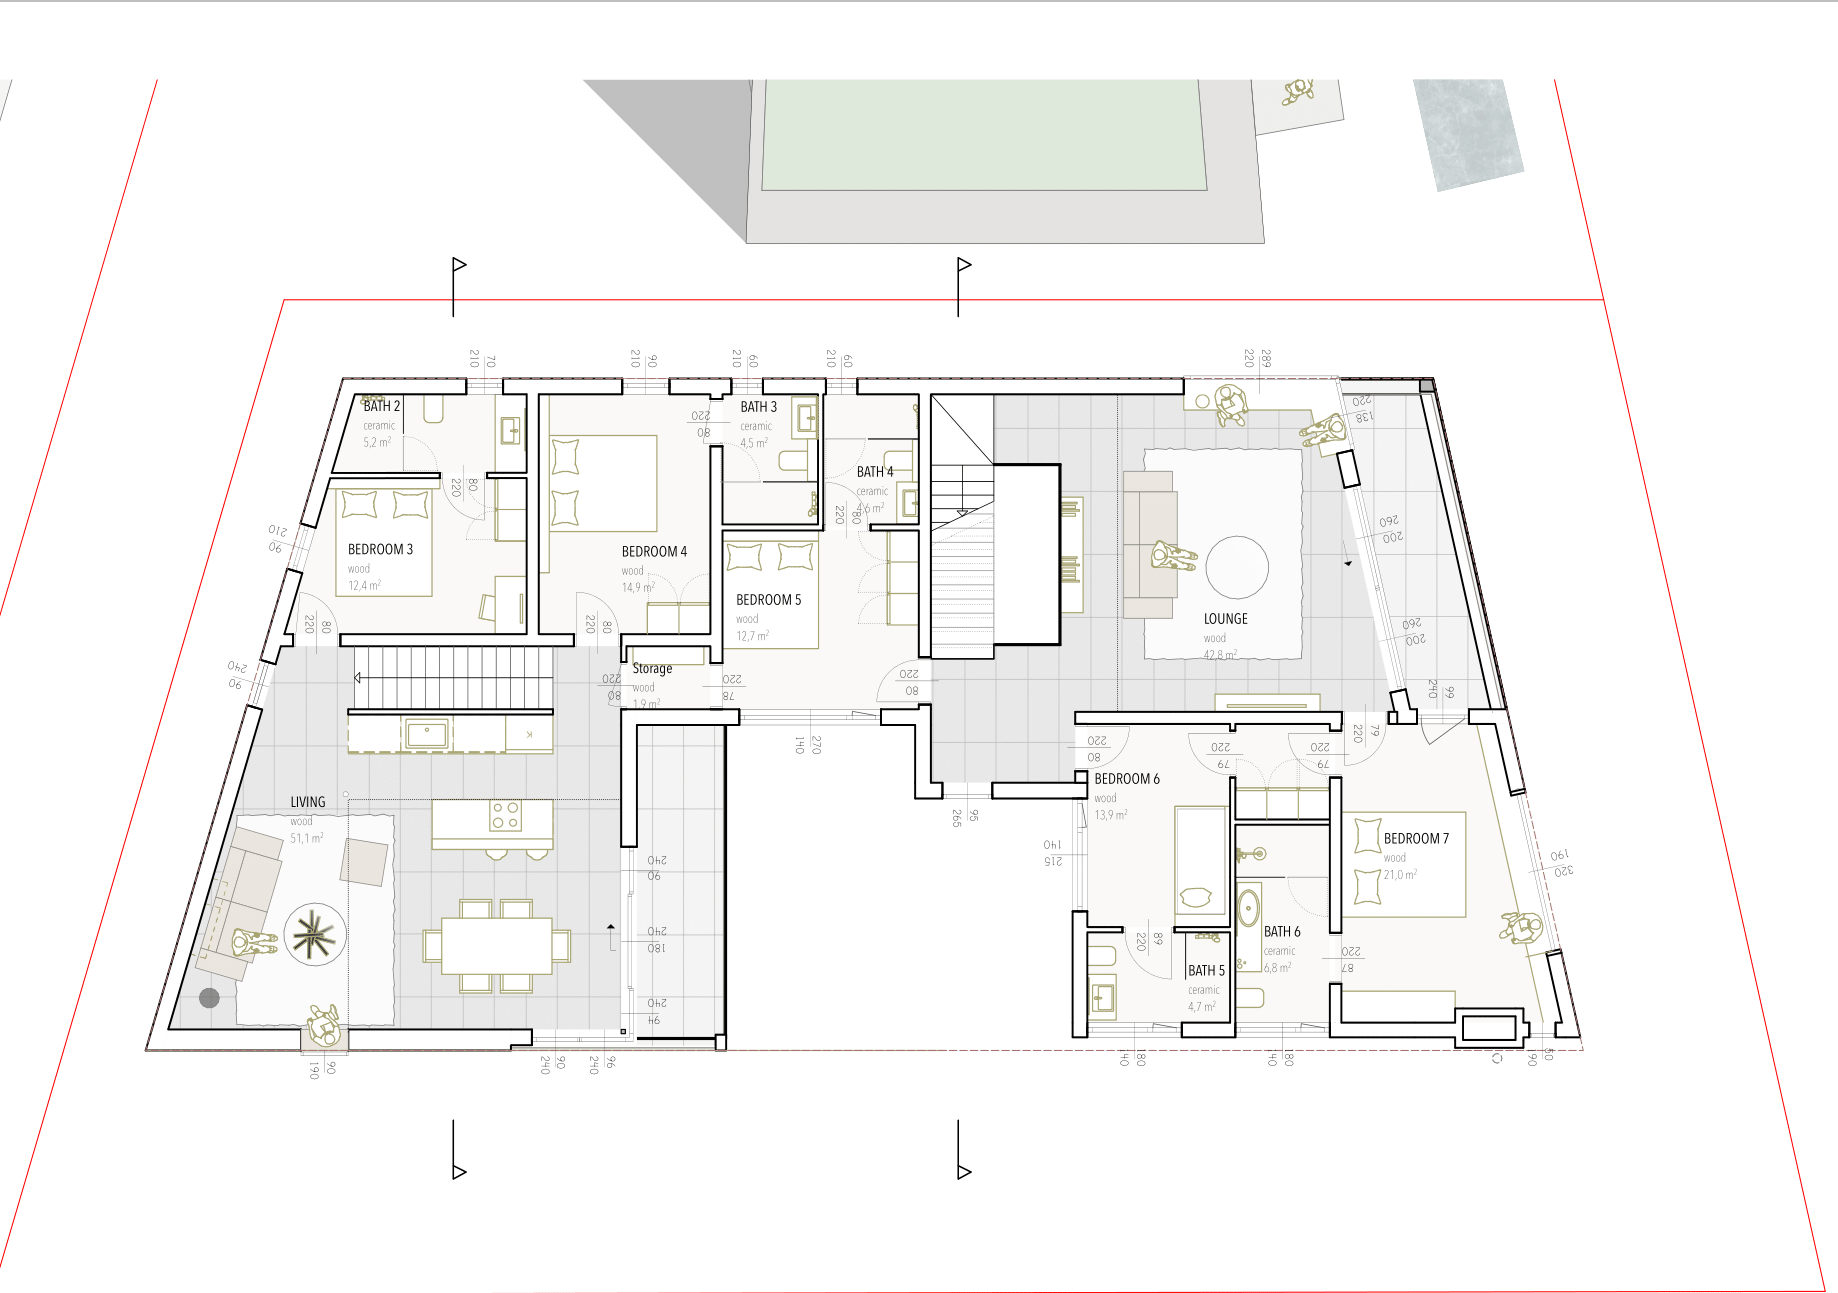 210
70
210
90
210
60
210
60
220
289
BATH 2
ceramic
5,2 m²
220
80
BATH 3
ceramic
4,5 m²
220
138
BATH 4
ceramic
4,6 m²
220
80
220
80
210
90
BEDROOM 3
wood
12,4 m²
BEDROOM 4
wood
14,9 m²
260
200
BEDROOM 5
wood
12,7 m²
220
80
220
80
LOUNGE
wood
42,8 m²
260
200
240
90
Storage
wood
1,9 m²
220
80
220
78
220
80
240
99
220
79
140
270
K
220
80
220
79
220
79
BEDROOM 6
wood
13,9 m²
LIVING
wood
51,1 m²
265
95
140
215
BEDROOM 7
wood
21,0 m²
190
320
240
90
240
180
220
89
BATH 6
ceramic
6,8 m²
220
87
BATH 5
ceramic
4,7 m²
240
94
190
90
240
90
240
96
40
80
40
80
90
50